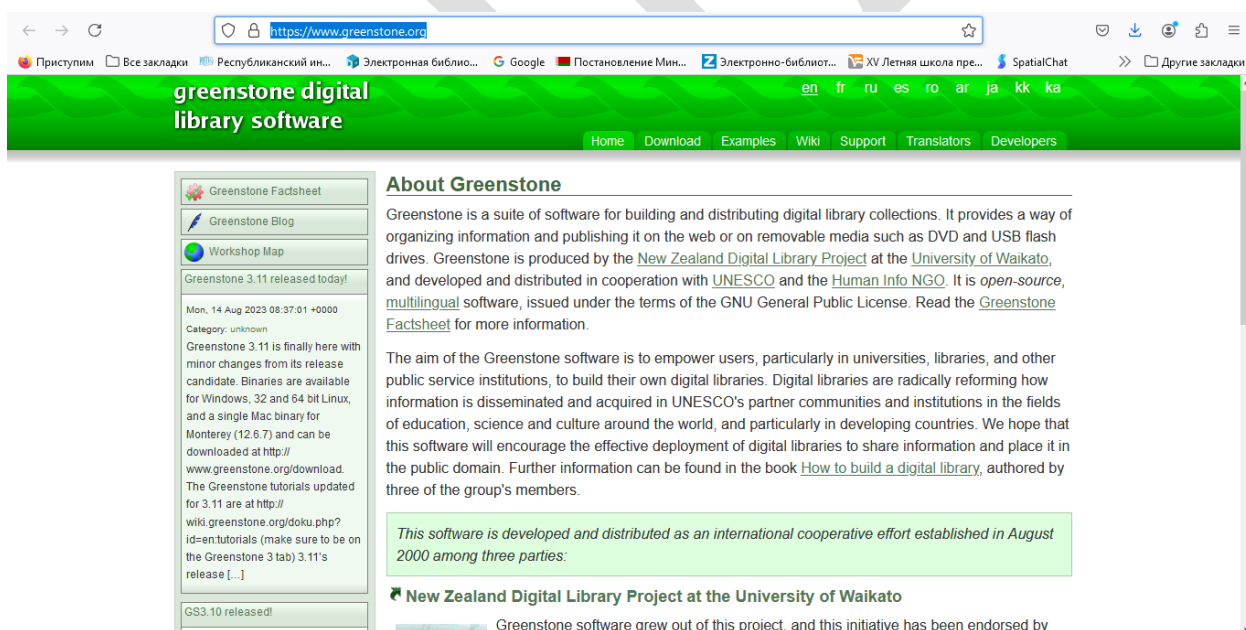 https://www.greenstone.org
Приступим Все закладки Республиканский ин... Электронная библио... Google Постановление Мин... Электронно-библиот... XV Летняя школа пре... SpatialChat Другие закладки
greenstone digital
library software
en fr ru es ro ar ja kk ka
Home Download Examples Wiki Support Translators Developers
Greenstone Factsheet
Greenstone Blog
Workshop Map
Greenstone 3.11 released today!
Mon, 14 Aug 2023 08:37:01 +0000
Category: unknown
Greenstone 3.11 is finally here with
minor changes from its release
candidate. Binaries are available
for Windows, 32 and 64 bit Linux,
and a single Mac binary for
Monterey (12.6.7) and can be
downloaded at http://
www.greenstone.org/download.
The Greenstone tutorials updated
for 3.11 are at http://
wiki.greenstone.org/doku.php?
id=en:tutorials (make sure to be on
the Greenstone 3 tab) 3.11's
release [...]
GS3.10 released!
About Greenstone
Greenstone is a suite of software for building and distributing digital library collections. It provides a way of
organizing information and publishing it on the web or on removable media such as DVD and USB flash
drives. Greenstone is produced by the New Zealand Digital Library Project at the University of Waikato,
and developed and distributed in cooperation with UNESCO and the Human Info NGO. It is open-source,
multilingual software, issued under the terms of the GNU General Public License. Read the Greenstone
Factsheet for more information.
The aim of the Greenstone software is to empower users, particularly in universities, libraries, and other
public service institutions, to build their own digital libraries. Digital libraries are radically reforming how
information is disseminated and acquired in UNESCO's partner communities and institutions in the fields
of education, science and culture around the world, and particularly in developing countries. We hope that
this software will encourage the effective deployment of digital libraries to share information and place it in
the public domain. Further information can be found in the book How to build a digital library, authored by
three of the group's members.
This software is developed and distributed as an international cooperative effort established in August
2000 among three parties:
New Zealand Digital Library Project at the University of Waikato
Greenstone software grew out of this project, and this initiative has been endorsed by